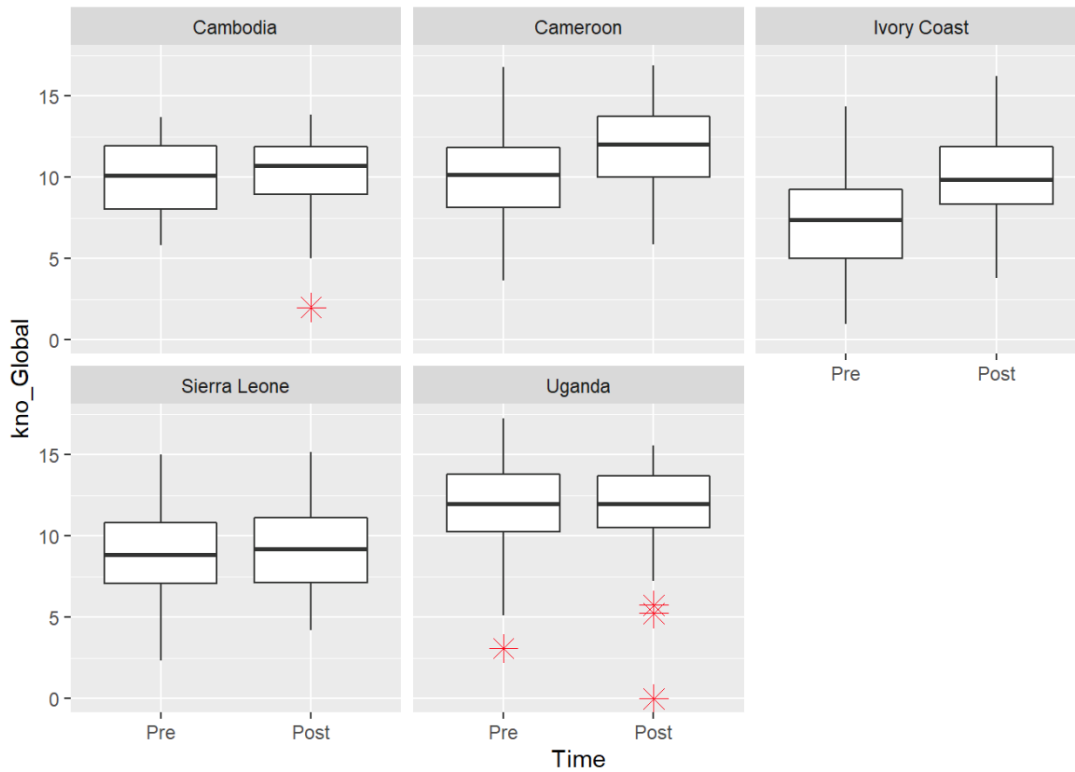 Cambodia
Cameroon
Ivory Coast
15
10
5
0
Pre
Post
kno_Global
Sierra Leone
Uganda
15
10
5
0
Pre
Post
Pre
Post
Time